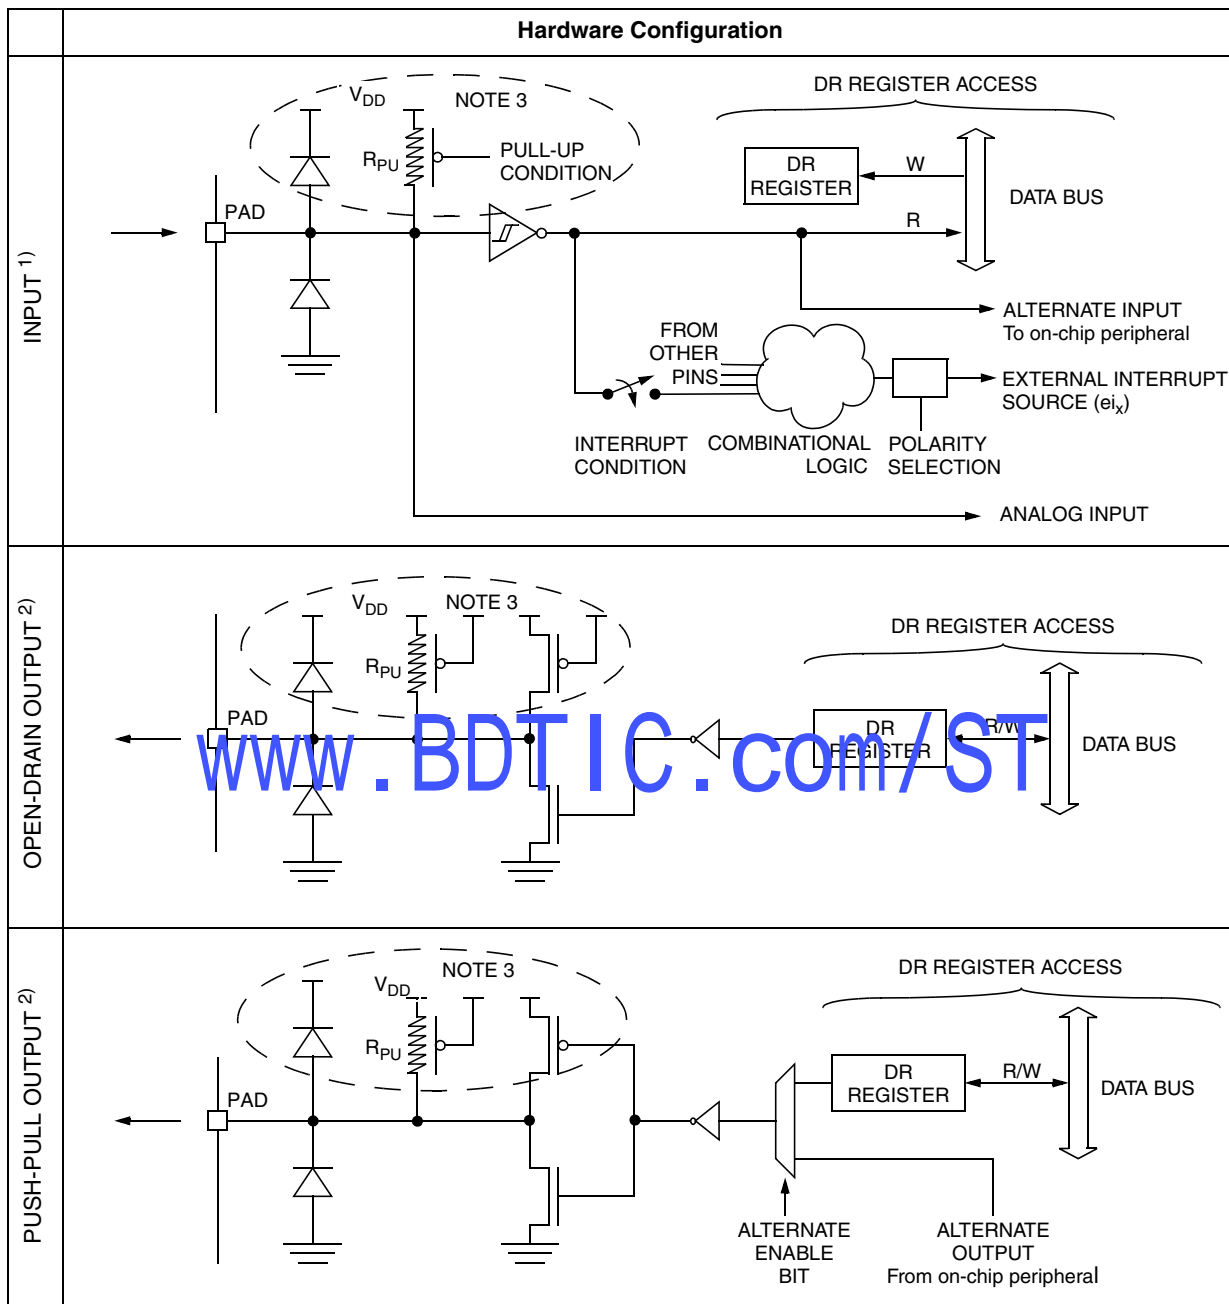 Hardware Configuration
INPUT 1)
VDD
NOTE 3
RPU
PULL-UP
CONDITION
PAD
DR REGISTER ACCESS
DR
REGISTER
W
R
DATA BUS
ALTERNATE INPUT
To on-chip peripheral
FROM
OTHER
PINS
EXTERNAL INTERRUPT
SOURCE (eix)
INTERRUPT
CONDITION
COMBINATIONAL
LOGIC
POLARITY
SELECTION
ANALOG INPUT
OPEN-DRAIN OUTPUT 2)
VDD
NOTE 3
RPU
PAD
DR REGISTER ACCESS
DR
REGISTER
R/W
DATA BUS
www.BDTIC.com/ST
PUSH-PULL OUTPUT 2)
VDD
NOTE 3
RPU
PAD
DR REGISTER ACCESS
DR
REGISTER
R/W
DATA BUS
ALTERNATE
ENABLE
BIT
ALTERNATE
OUTPUT
From on-chip peripheral